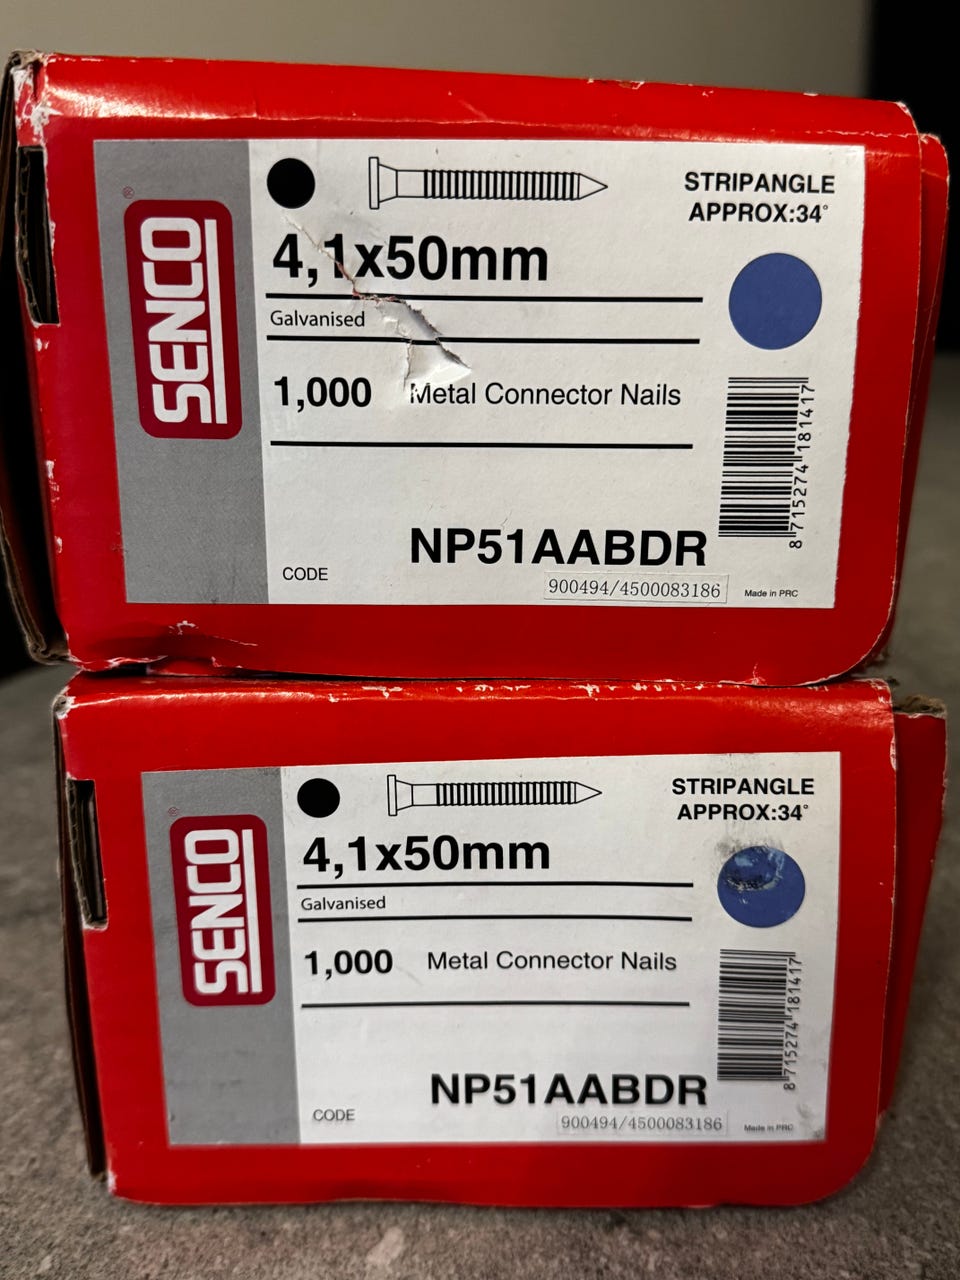 SENCO®
STRIPANGLE
APPROX:34°
4,1x50mm
Galvanised
1,000 Metal Connector Nails
8 715274 181417
NP51AABDR
CODE
900494/4500083186
Made in PRC
SENCO®
STRIPANGLE
APPROX:34°
4,1x50mm
Galvanised
1,000 Metal Connector Nails
8 715274 181417
NP51AABDR
CODE
900494/4500083186
Made in PRC